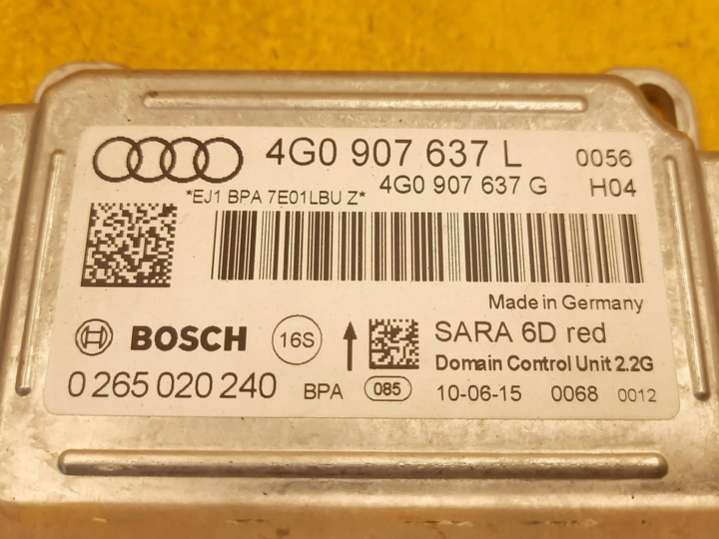 4G0 907 637 L 0056
*EJ1 BPA 7E01LBU Z* 4G0 907 637 G H04
Made in Germany
BOSCH 16S SARA 6D red
Domain Control Unit 2.2G
0 265 020 240 BPA 085 10-06-15 0068 0012